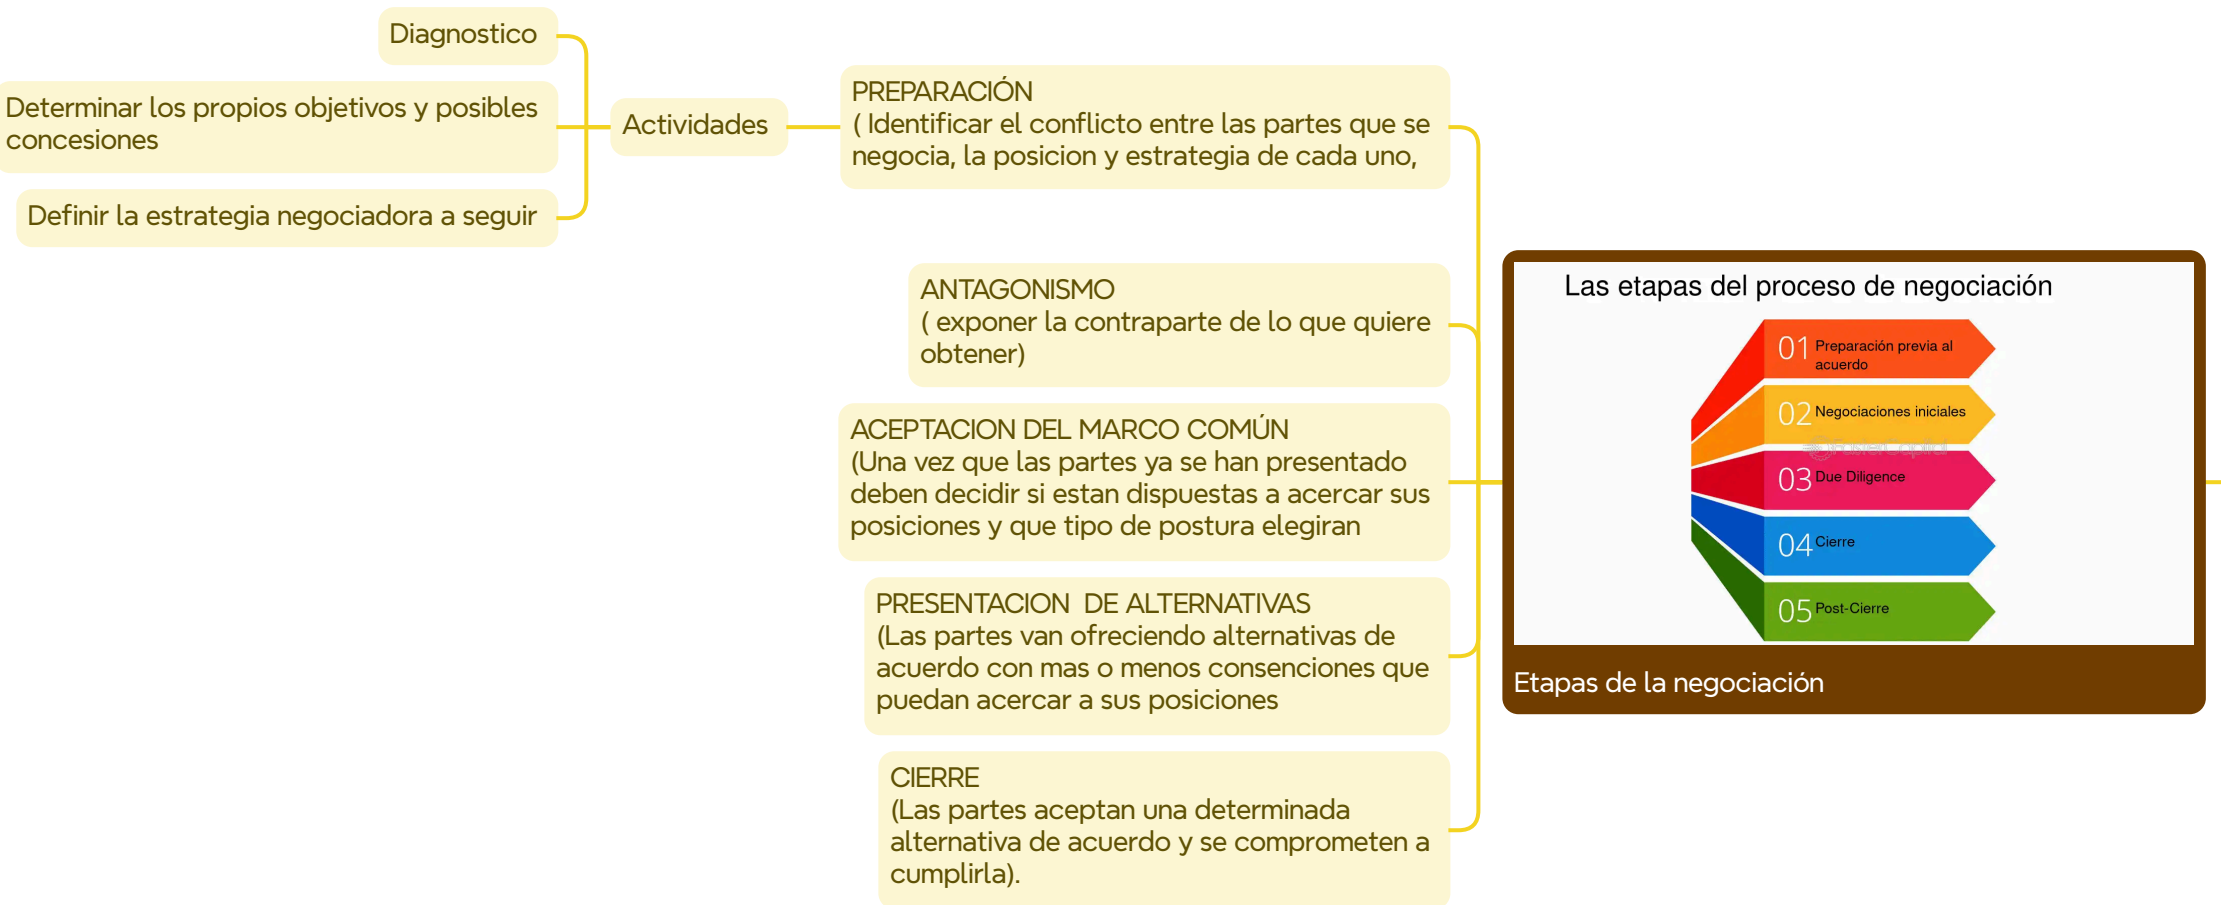 Diagnostico
Determinar los propios objetivos y posibles
concesiones
Definir la estrategia negociadora a seguir
Actividades
PREPARACIÓN
( Identificar el conflicto entre las partes que se
negocia, la posicion y estrategia de cada uno,
ANTAGONISMO
( exponer la contraparte de lo que quiere
obtener)
ACEPTACION DEL MARCO COMÚN
(Una vez que las partes ya se han presentado
deben decidir si estan dispuestas a acercar sus
posiciones y que tipo de postura elegiran
PRESENTACION  DE ALTERNATIVAS
(Las partes van ofreciendo alternativas de
acuerdo con mas o menos consenciones que
puedan acercar a sus posiciones
CIERRE
(Las partes aceptan una determinada
alternativa de acuerdo y se comprometen a
cumplirla).
Las etapas del proceso de negociación
01 Preparación previa al
acuerdo
02 Negociaciones iniciales
FasterCapital
03 Due Diligence
04 Cierre
05 Post-Cierre
Etapas de la negociación